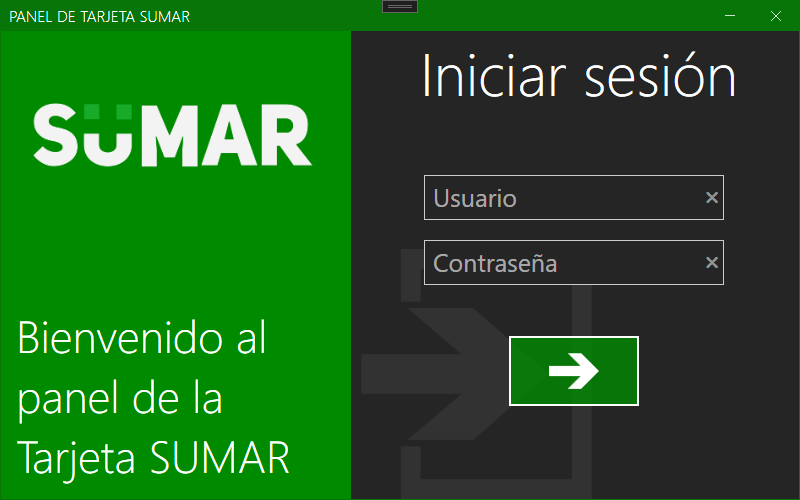 PANEL DE TARJETA SUMAR
SUMAR
Bienvenido al
panel de la
Tarjeta SUMAR
Iniciar sesión
Usuario
Contraseña